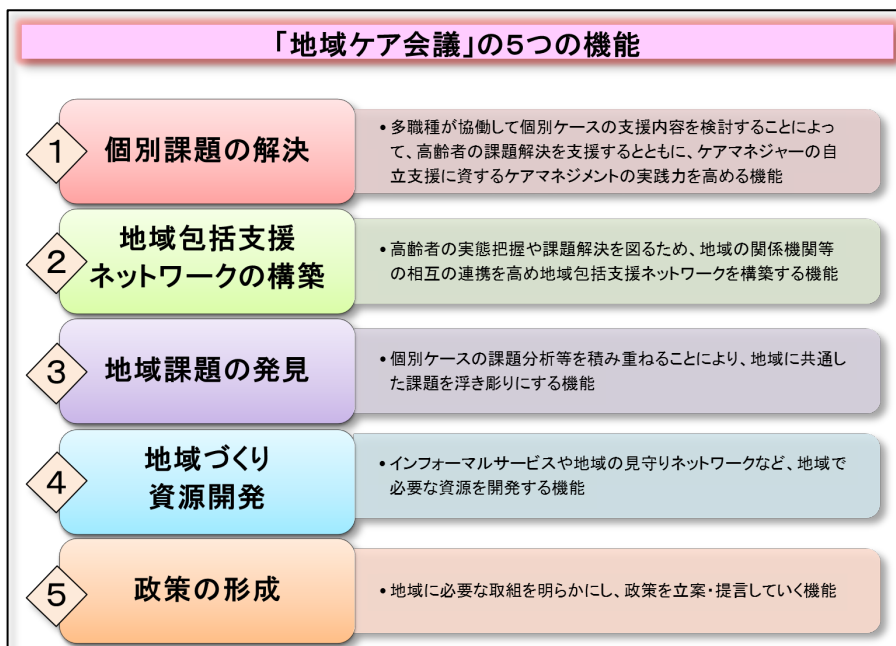 「地域ケア会議」の5つの機能
1
個別課題の解決
•多職種が協働して個別ケースの支援内容を検討することによっ
て、高齢者の課題解決を支援するとともに、ケアマネジャーの自
立支援に資するケアマネジメントの実践力を高める機能
2
地域包括支援
ネットワークの構築
•高齢者の実態把握や課題解決を図るため、地域の関係機関等
の相互の連携を高め地域包括支援ネットワークを構築する機能
3
地域課題の発見
•個別ケースの課題分析等を積み重ねることにより、地域に共通し
た課題を浮き彫りにする機能
4
地域づくり
資源開発
•インフォーマルサービスや地域の見守りネットワークなど、地域で
必要な資源を開発する機能
5
政策の形成
•地域に必要な取組を明らかにし、政策を立案・提言していく機能